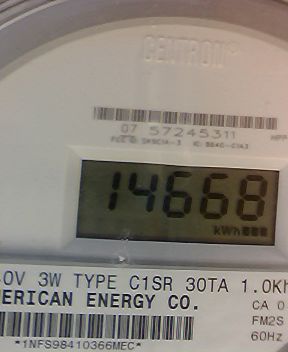 CENTRON
07 57245311
14668
kWh
0V 3W TYPE C1SR 30TA 1.0Kh
ERICAN ENERGY CO.
CA 0
FM2S
60Hz
*1NFS98410366MEC*